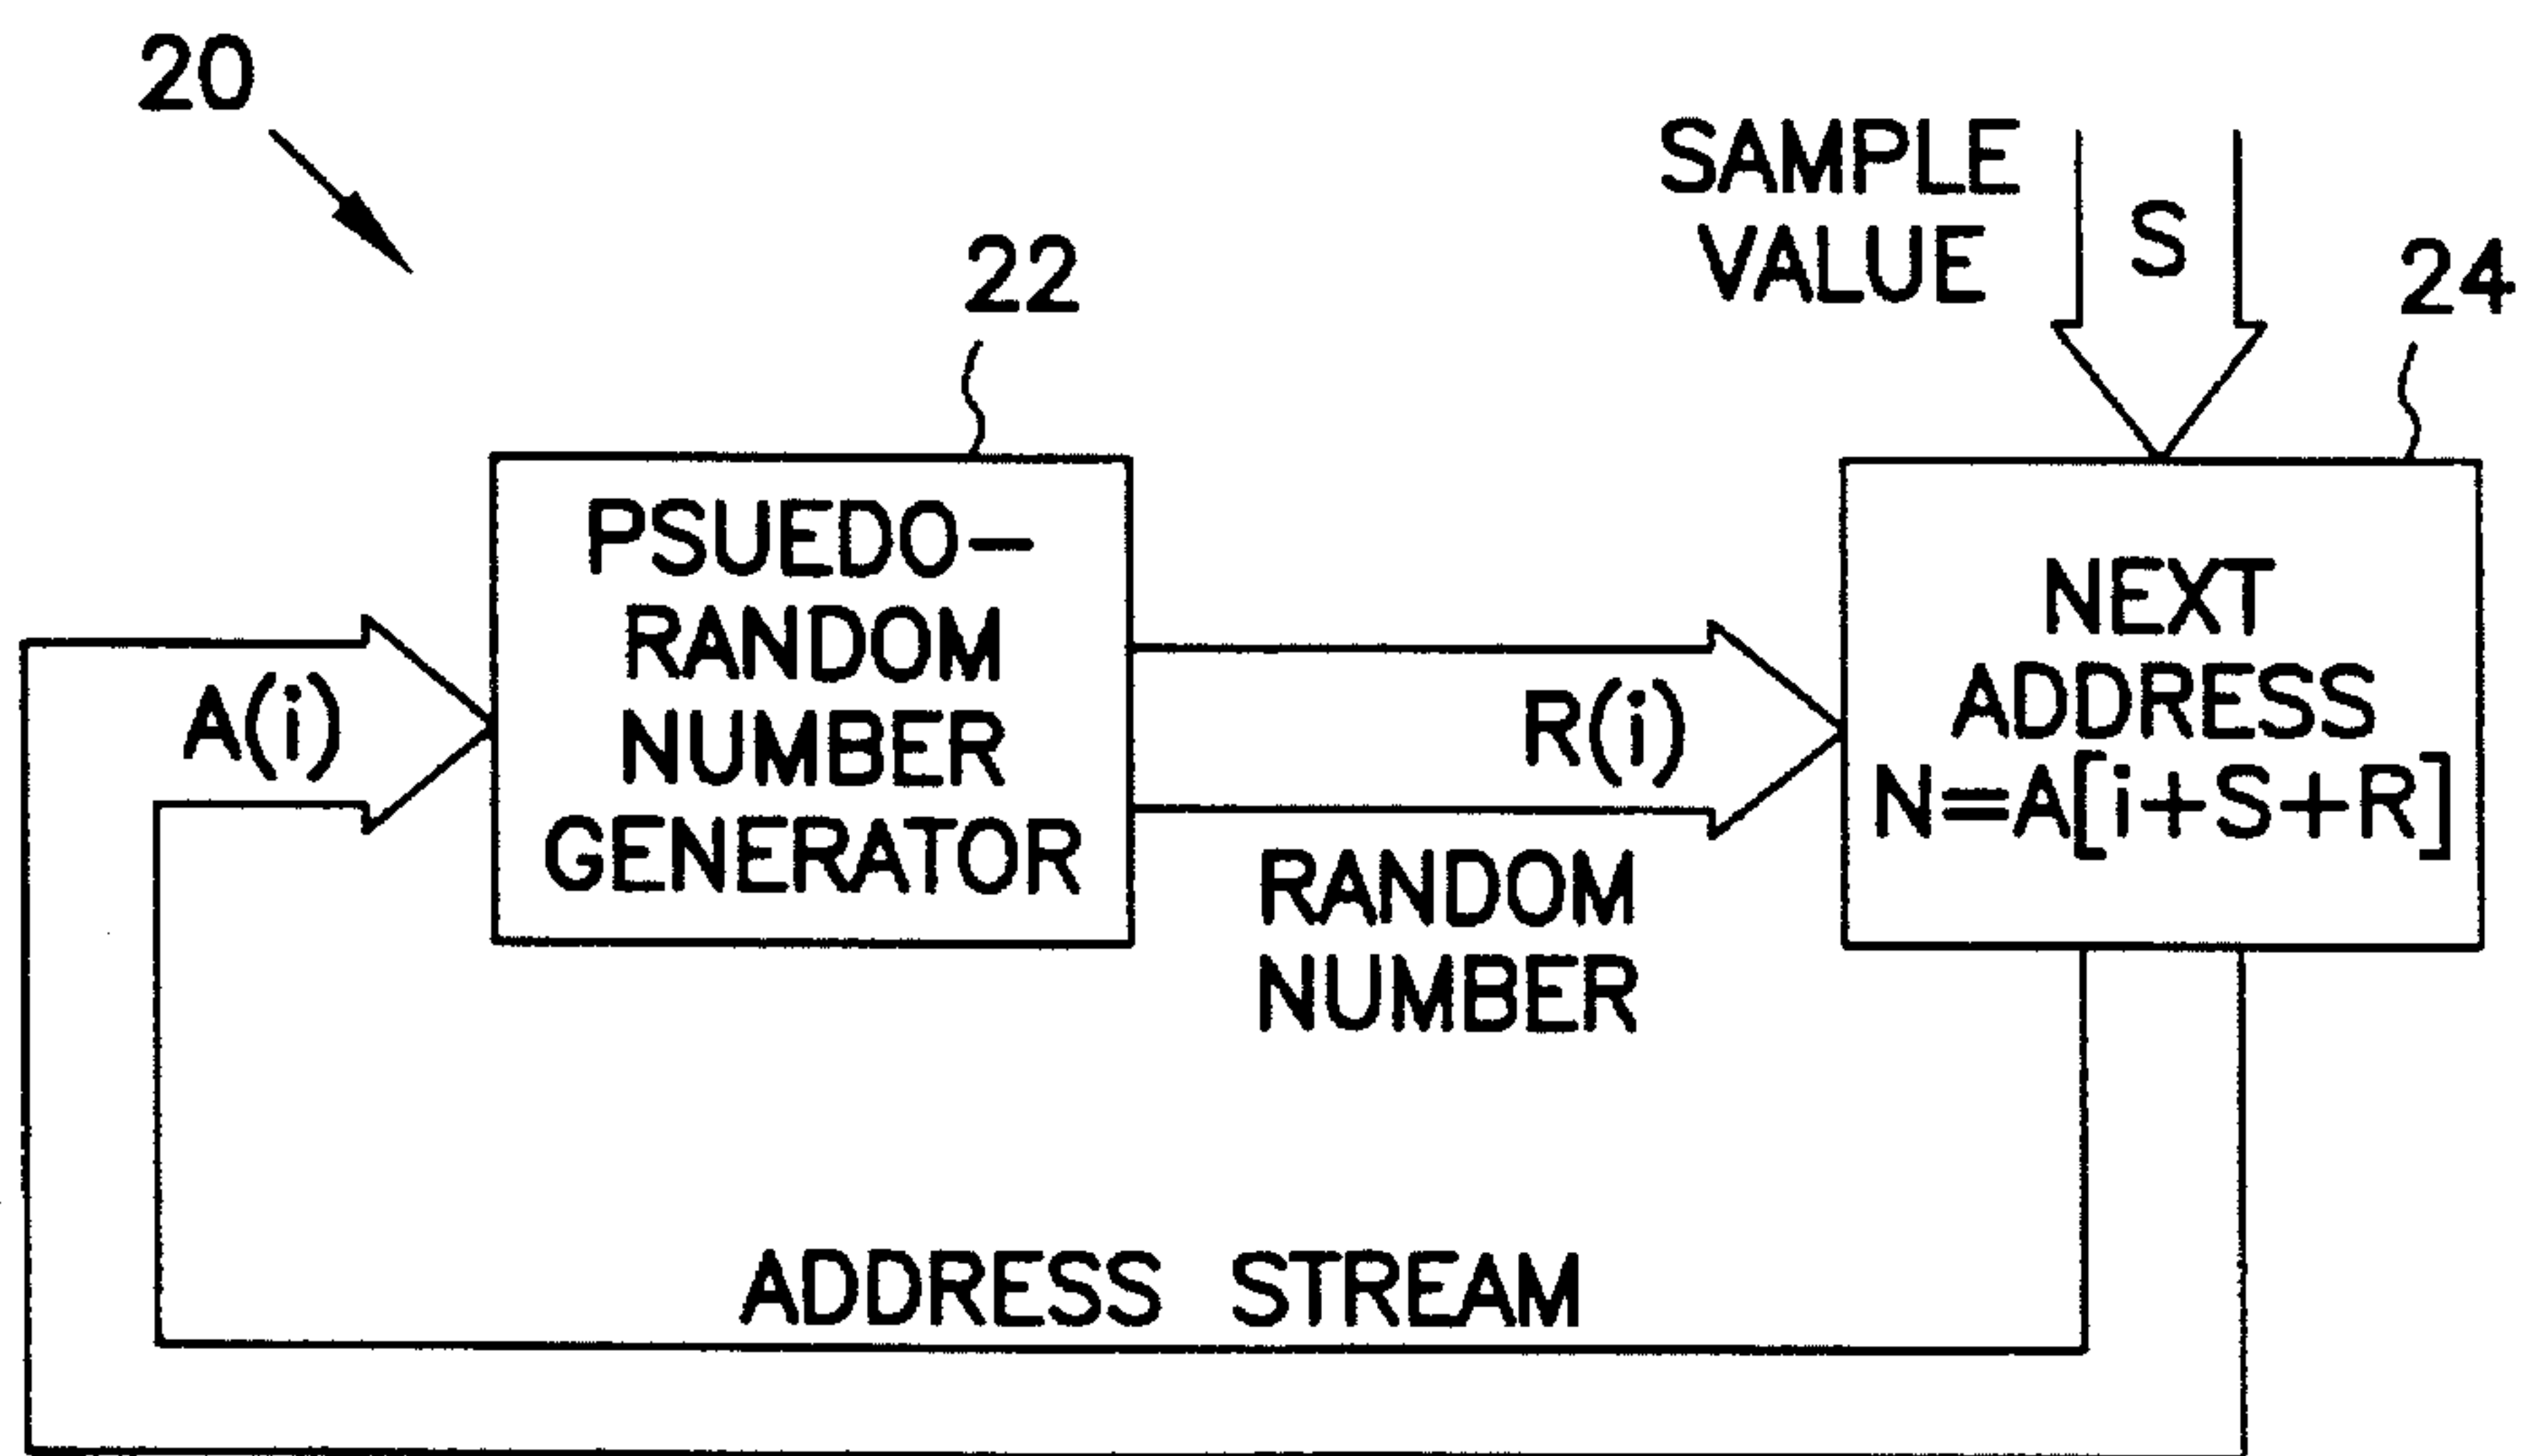 20
SAMPLE
VALUE
S
22
24
PSUEDO-
RANDOM
NUMBER
GENERATOR
A(i)
R(i)
RANDOM
NUMBER
NEXT
ADDRESS
N=A[i+S+R]
ADDRESS STREAM